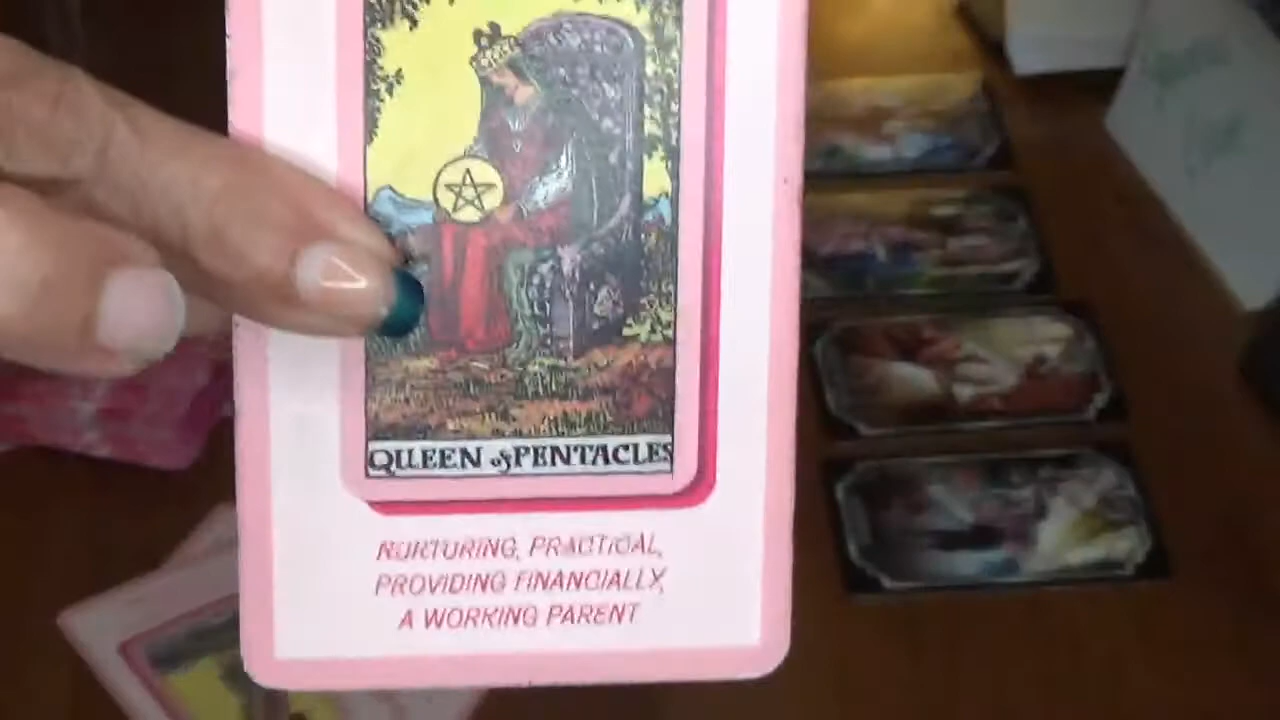 QUEEN of PENTACLES
NURTURING, PRACTICAL,
PROVIDING FINANCIALLY,
A WORKING PARENT